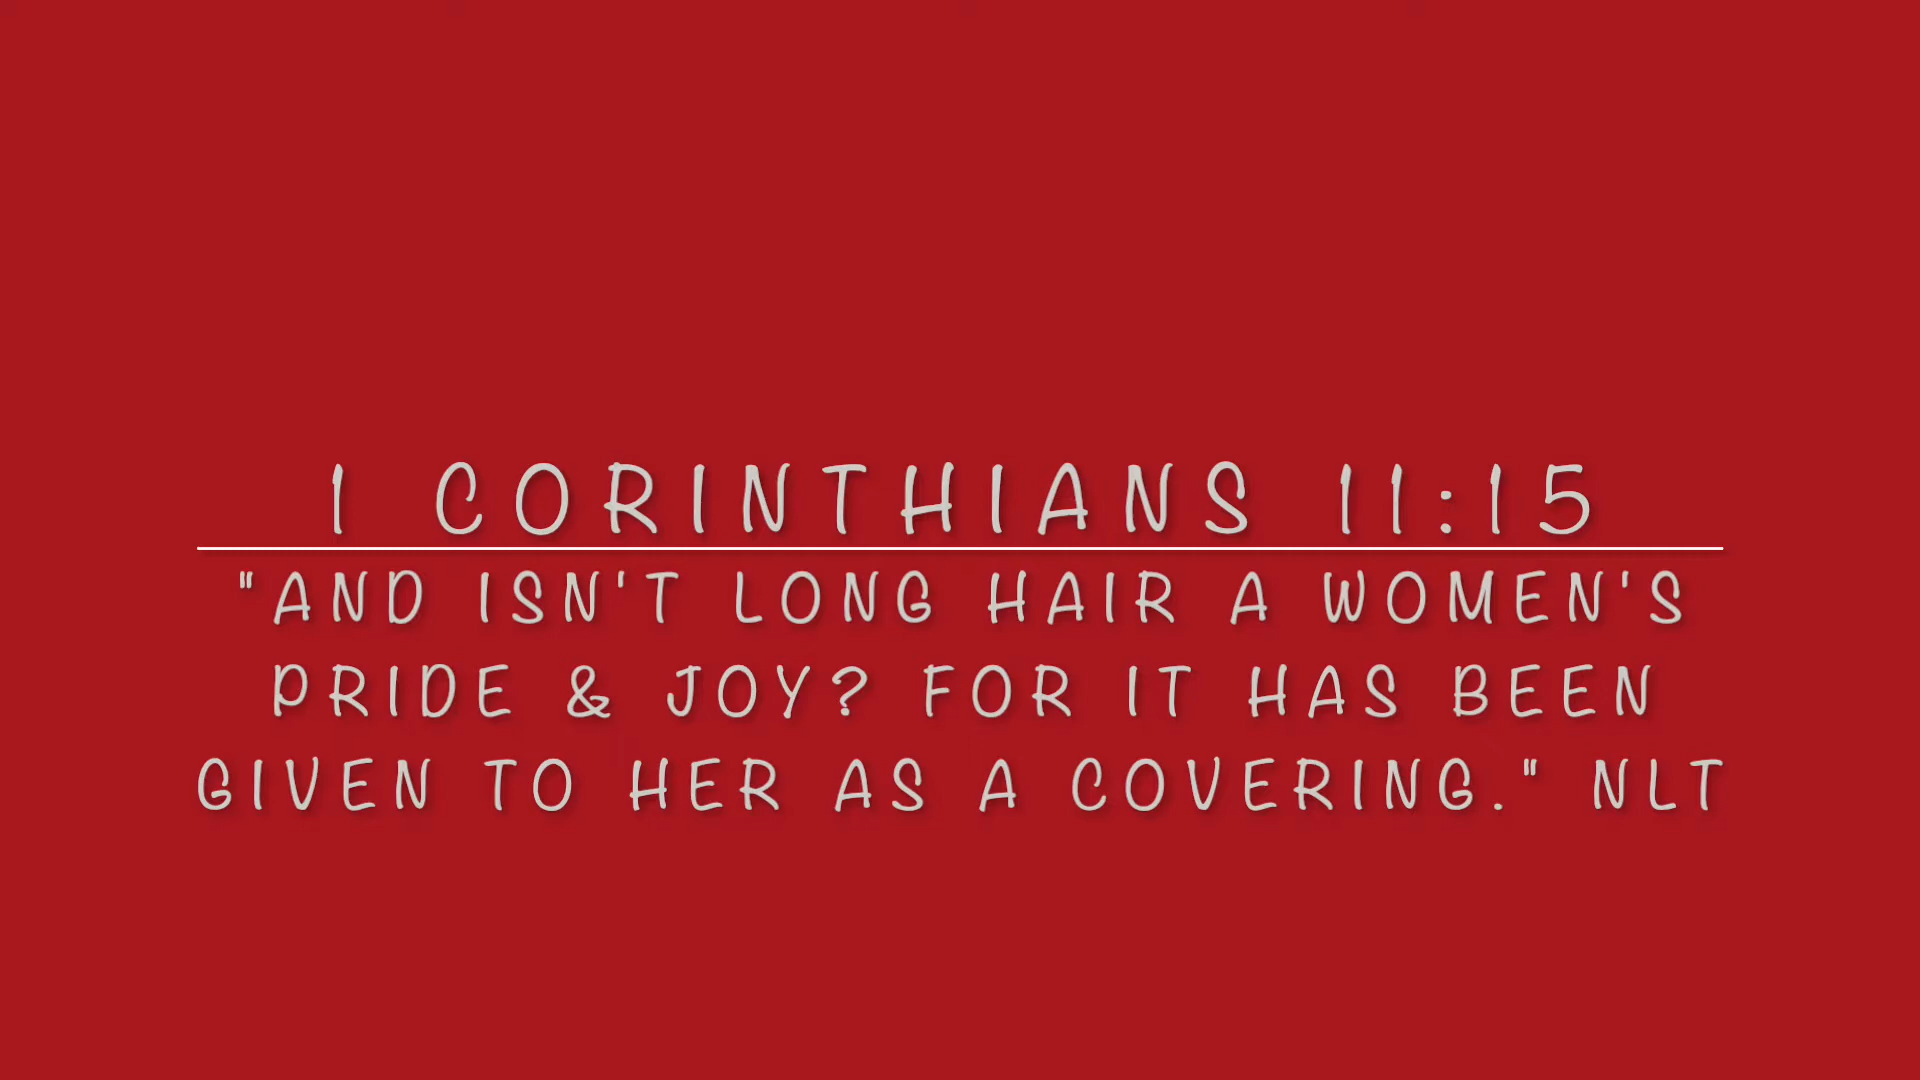 1 CORINTHIANS 11:15
"AND ISN'T LONG HAIR A WOMEN'S
PRIDE & JOY? FOR IT HAS BEEN
GIVEN TO HER AS A COVERING." NLT